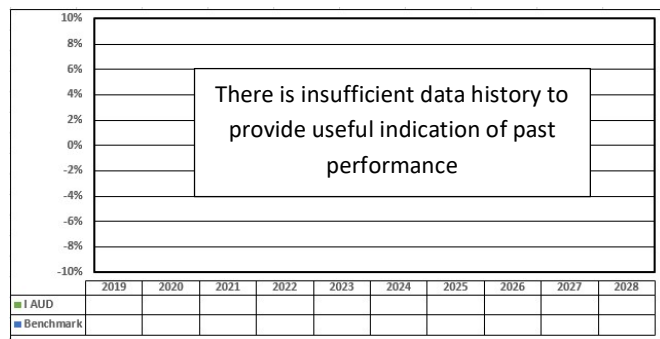 10%
8%
6%
4%
2%
0%
-2%
-4%
-6%
-8%
-10%
There is insufficient data history to
provide useful indication of past
performance
2019 2020 2021 2022 2023 2024 2025 2026 2027 2028
I AUD
Benchmark